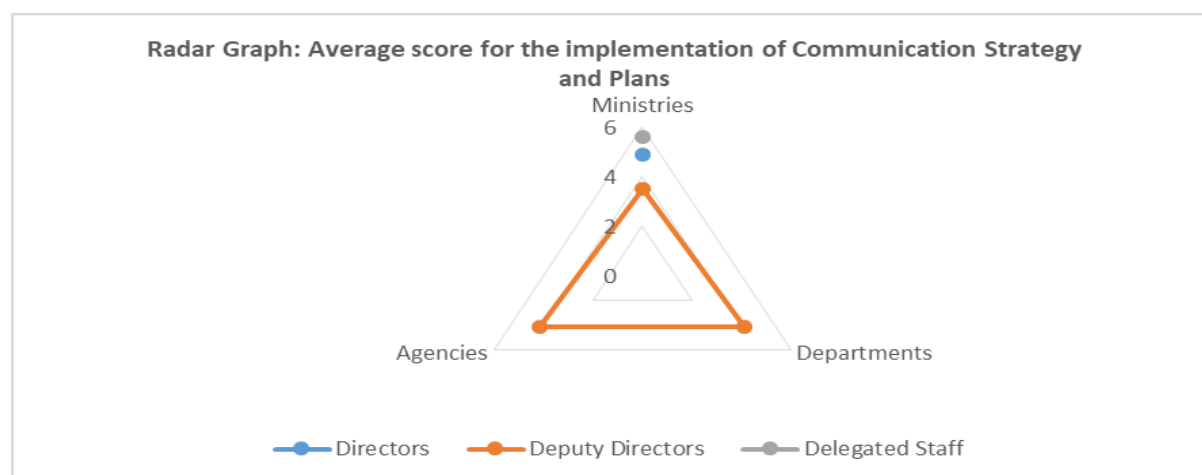 Radar Graph: Average score for the implementation of Communication Strategy
and Plans
Ministries
6
4
2
0
Agencies
Departments
Directors
Deputy Directors
Delegated Staff